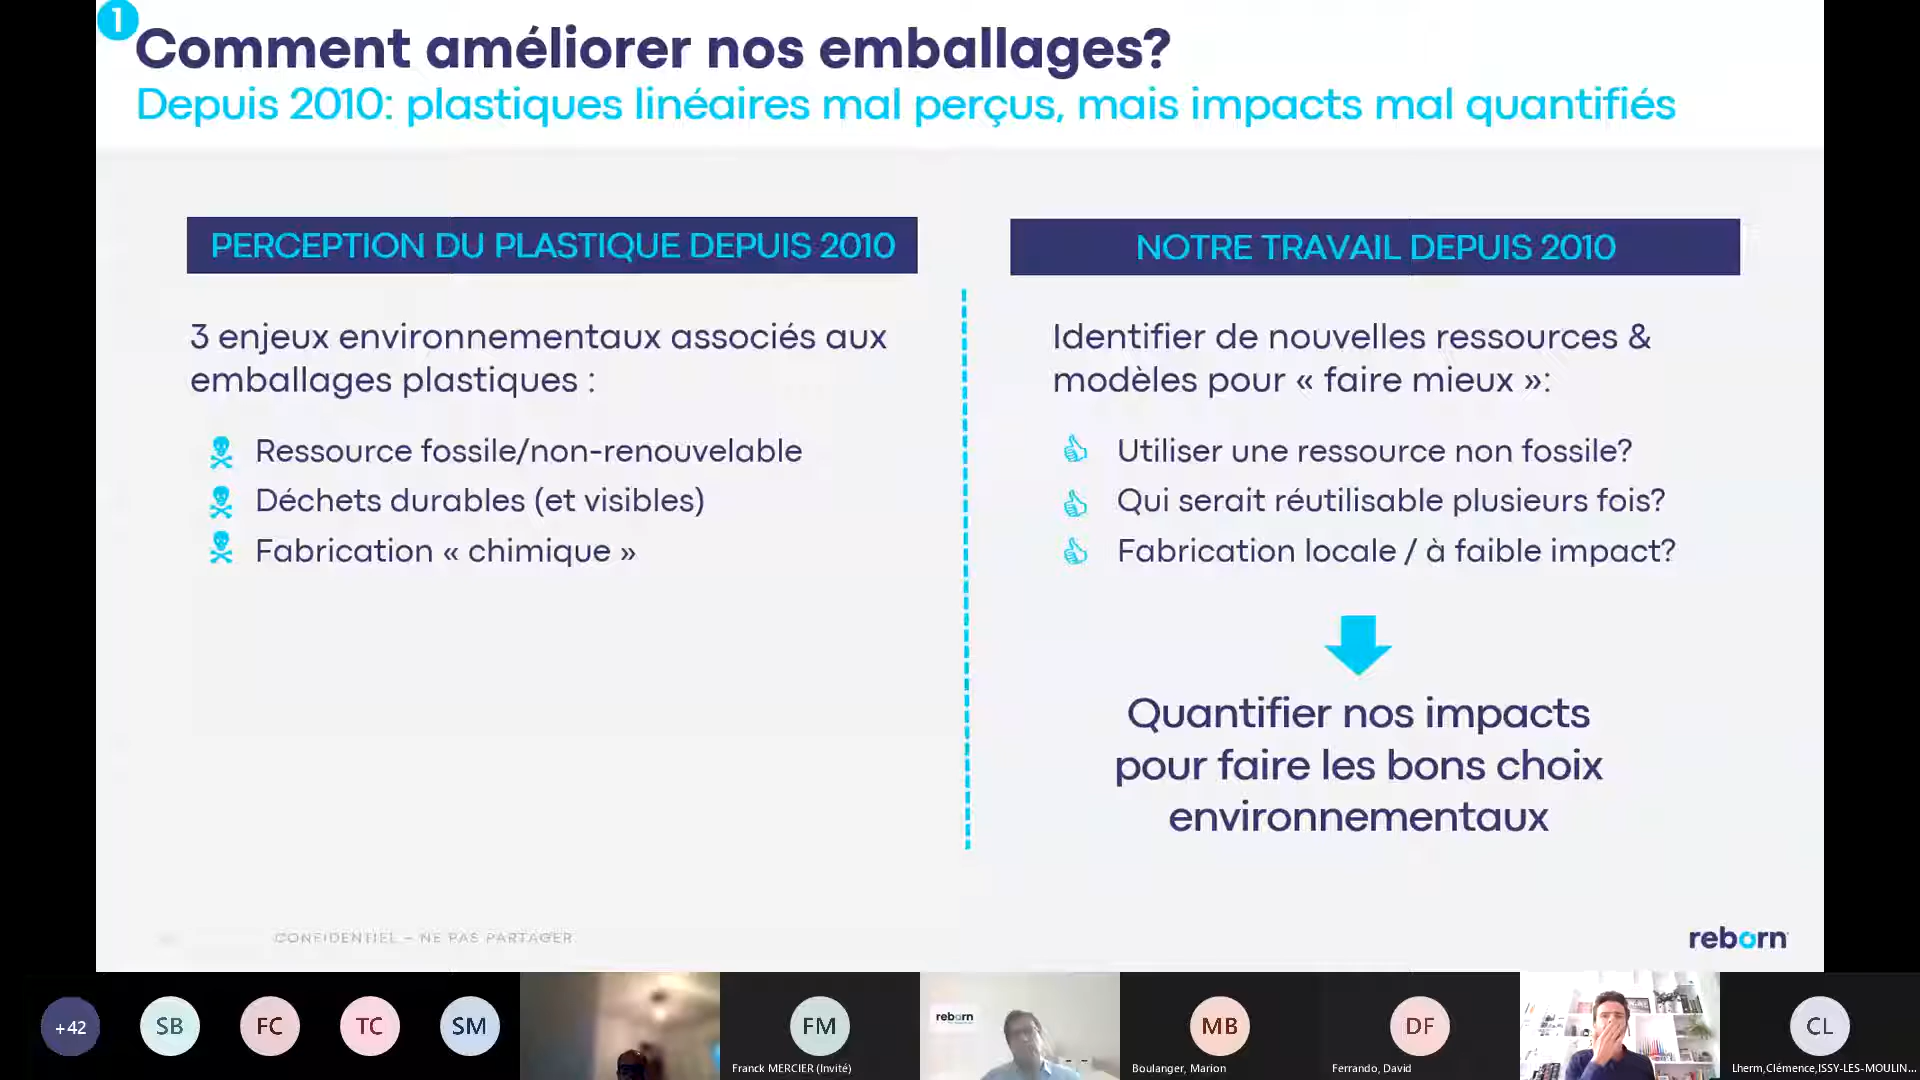 1
Comment améliorer nos emballages?
Depuis 2010: plastiques linéaires mal perçus, mais impacts mal quantifiés
PERCEPTION DU PLASTIQUE DEPUIS 2010
3 enjeux environnementaux associés aux
emballages plastiques :
Ressource fossile/non-renouvelable
Déchets durables (et visibles)
Fabrication « chimique »
NOTRE TRAVAIL DEPUIS 2010
Identifier de nouvelles ressources &
modèles pour « faire mieux »:
Utiliser une ressource non fossile?
Qui serait réutilisable plusieurs fois?
Fabrication locale / à faible impact?
Quantifier nos impacts
pour faire les bons choix
environnementaux
CONFIDENTIEL – NE PAS PARTAGER
reborn
+42
SB
FC
TC
SM
FM
Franck MERCIER (Invité)
reborn
MB
Boulanger, Marion
DF
Ferrando, David
CL
Lherm,Clémence,ISSY-LES-MOULIN...